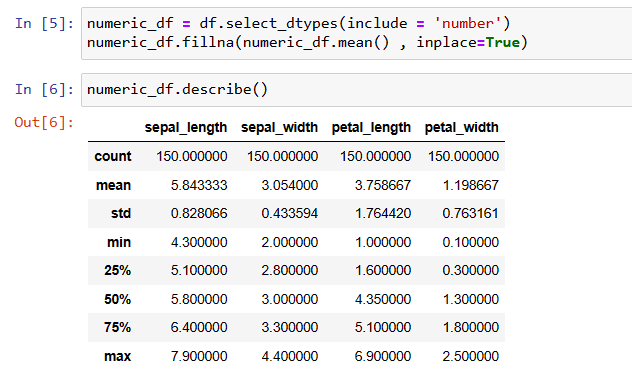 In [5]: numeric_df = df.select_dtypes(include = 'number')
numeric_df.fillna(numeric_df.mean() , inplace=True)
In [6]: numeric_df.describe()
Out[6]:
sepal_length sepal_width petal_length petal_width
count 150.000000 150.000000 150.000000 150.000000
mean 5.843333 3.054000 3.758667 1.198667
std 0.828066 0.433594 1.764420 0.763161
min 4.300000 2.000000 1.000000 0.100000
25% 5.100000 2.800000 1.600000 0.300000
50% 5.800000 3.000000 4.350000 1.300000
75% 6.400000 3.300000 5.100000 1.800000
max 7.900000 4.400000 6.900000 2.500000